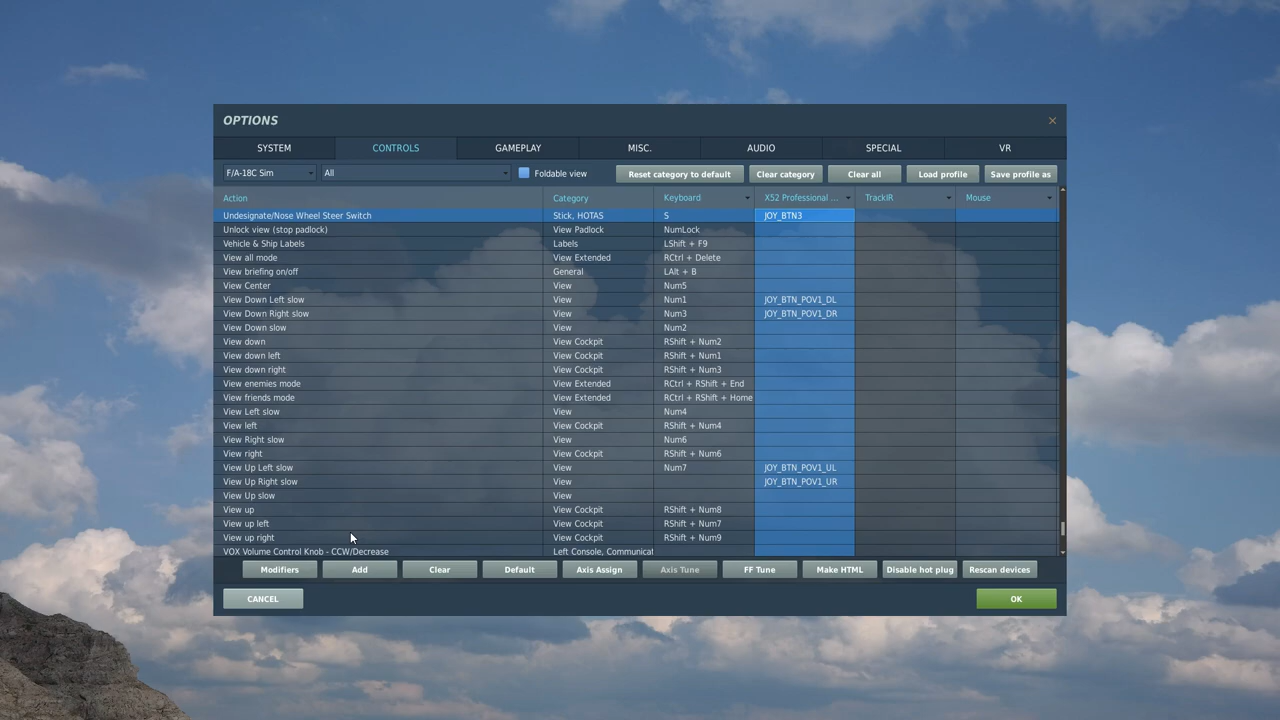 OPTIONS ×
SYSTEM CONTROLS GAMEPLAY MISC. AUDIO SPECIAL VR
F/A-18C Sim All Foldable view Reset category to default Clear category Clear all Load profile Save profile as
Action Category Keyboard X52 Professional ... TrackIR Mouse
Undesignate/Nose Wheel Steer Switch Stick, HOTAS S JOY_BTN3
Unlock view (stop padlock) View Padlock NumLock
Vehicle & Ship Labels Labels LShift + F9
View all mode View Extended RCtrl + Delete
View briefing on/off General LAlt + B
View Center View Num5
View Down Left slow View Num1 JOY_BTN_POV1_DL
View Down Right slow View Num3 JOY_BTN_POV1_DR
View Down slow View Num2
View down View Cockpit RShift + Num2
View down left View Cockpit RShift + Num1
View down right View Cockpit RShift + Num3
View enemies mode View Extended RCtrl + RShift + End
View friends mode View Extended RCtrl + RShift + Home
View Left slow View Num4
View left View Cockpit RShift + Num4
View Right slow View Num6
View right View Cockpit RShift + Num6
View Up Left slow View Num7 JOY_BTN_POV1_UL
View Up Right slow View JOY_BTN_POV1_UR
View Up slow View
View up View Cockpit RShift + Num8
View up left View Cockpit RShift + Num7
View up right View Cockpit RShift + Num9
VOX Volume Control Knob - CCW/Decrease Left Console, Communicat
Modifiers Add Clear Default Axis Assign Axis Tune FF Tune Make HTML Disable hot plug Rescan devices
CANCEL OK